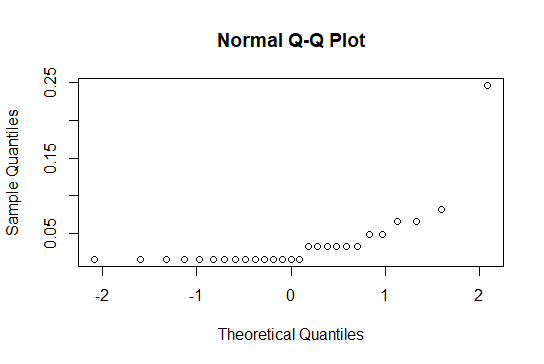 Normal Q-Q Plot
Sample Quantiles
0.25
0.15
0.05
-2 -1 0 1 2
Theoretical Quantiles